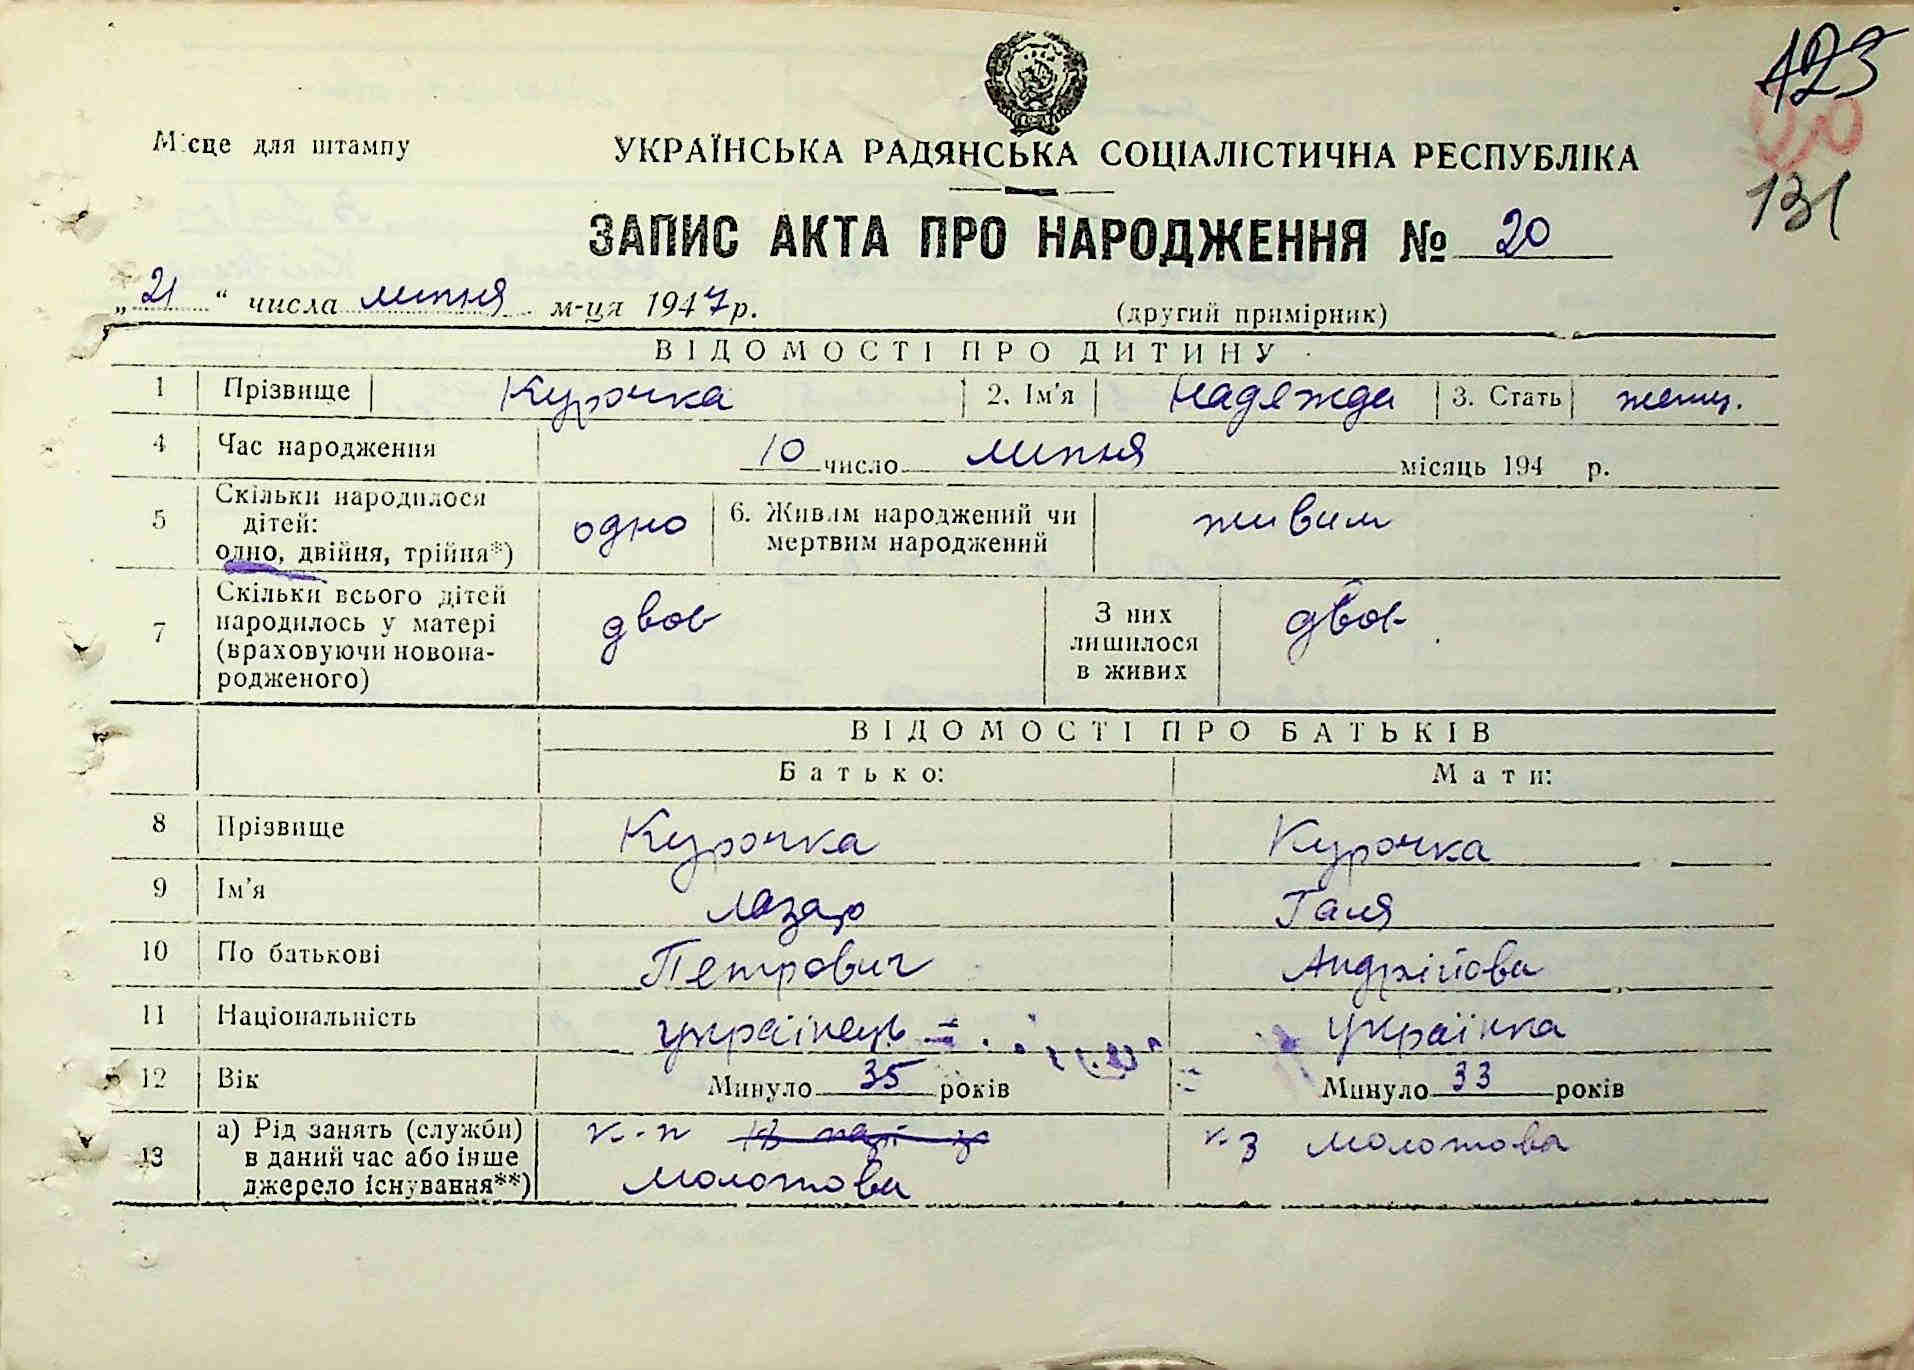 123
131
Місце для штампу
УКРАЇНСЬКА РАДЯНСЬКА СОЦІАЛІСТИЧНА РЕСПУБЛІКА
ЗАПИС АКТА ПРО НАРОДЖЕННЯ № 20
„21“ числа липня м-ця 1947 р.
(другий примірник)
ВІДОМОСТІ ПРО ДИТИНУ
1 Прізвище Курочка 2. Ім'я Надежда 3. Стать женщ.
4 Час народження 10 число липня місяць 194 р.
5 Скільки народилося дітей: одно, двійня, трійня*) одно 6. Живим народжений чи мертвим народжений живим
7 Скільки всього дітей народилось у матері (враховуючи новонародженого) двое З них лишилося в живих двое
ВІДОМОСТІ ПРО БАТЬКІВ
Батько: Мати:
8 Прізвище Курочка Курочка
9 Ім'я Лазар Галя
10 По батькові Петрович Андрійова
11 Національність українець українка
12 Вік Минуло 35 років Минуло 33 років
13 а) Рід занять (служби) в даний час або інше джерело існування**) к-п Молотова к-з Молотова